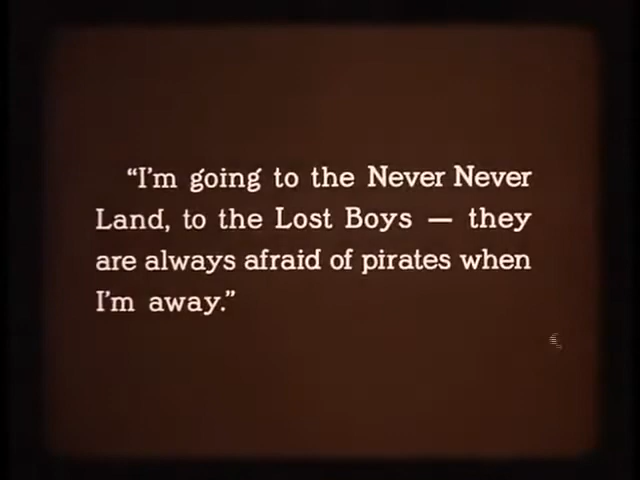 “I’m going to the Never Never
Land, to the Lost Boys — they
are always afraid of pirates when
I’m away.”